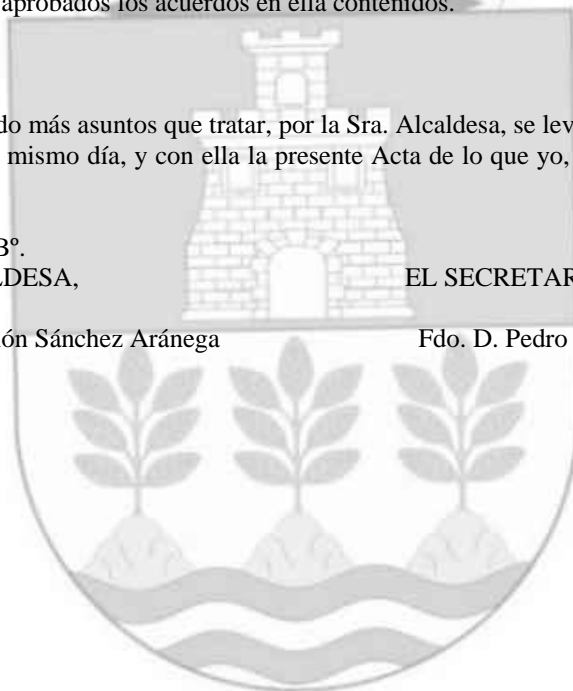 aprobados los acuerdos en ella contenidos.
do más asuntos que tratar, por la Sra. Alcaldesa, se lev
mismo día, y con ella la presente Acta de lo que yo,
Bº.
LDESA, EL SECRETAR
ón Sánchez Aránega Fdo. D. Pedro